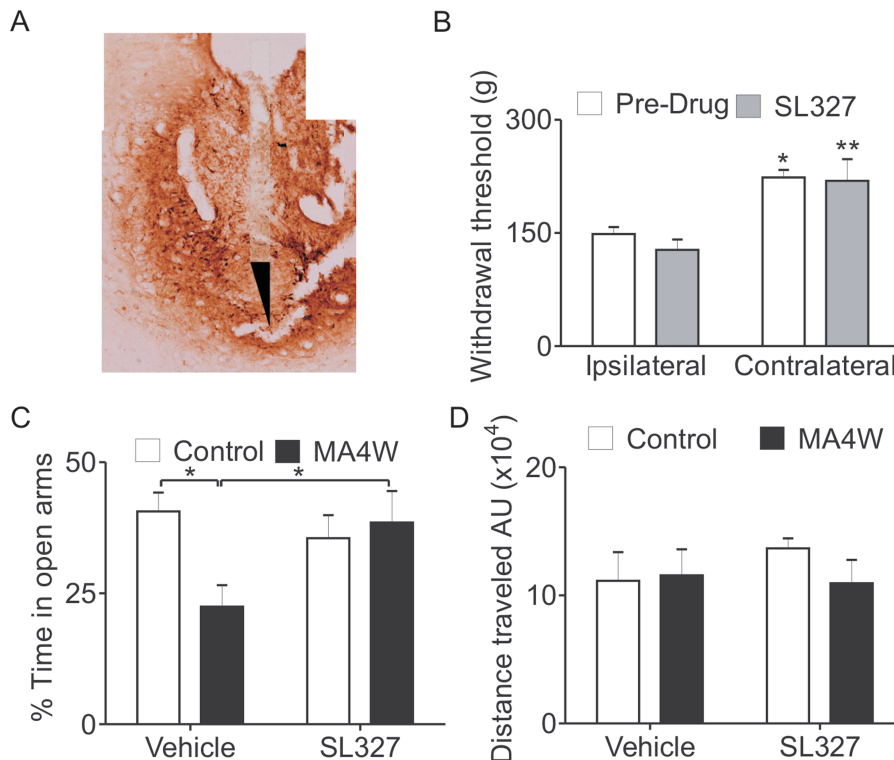 A
B
Withdrawal threshold (g)
Pre-Drug SL327
300
150
0
* **
Ipsilateral Contralateral
C
% Time in open arms
Control MA4W
50
25
0
* *
Vehicle SL327
D
Distance traveled AU (x10⁴)
Control MA4W
20
10
0
Vehicle SL327